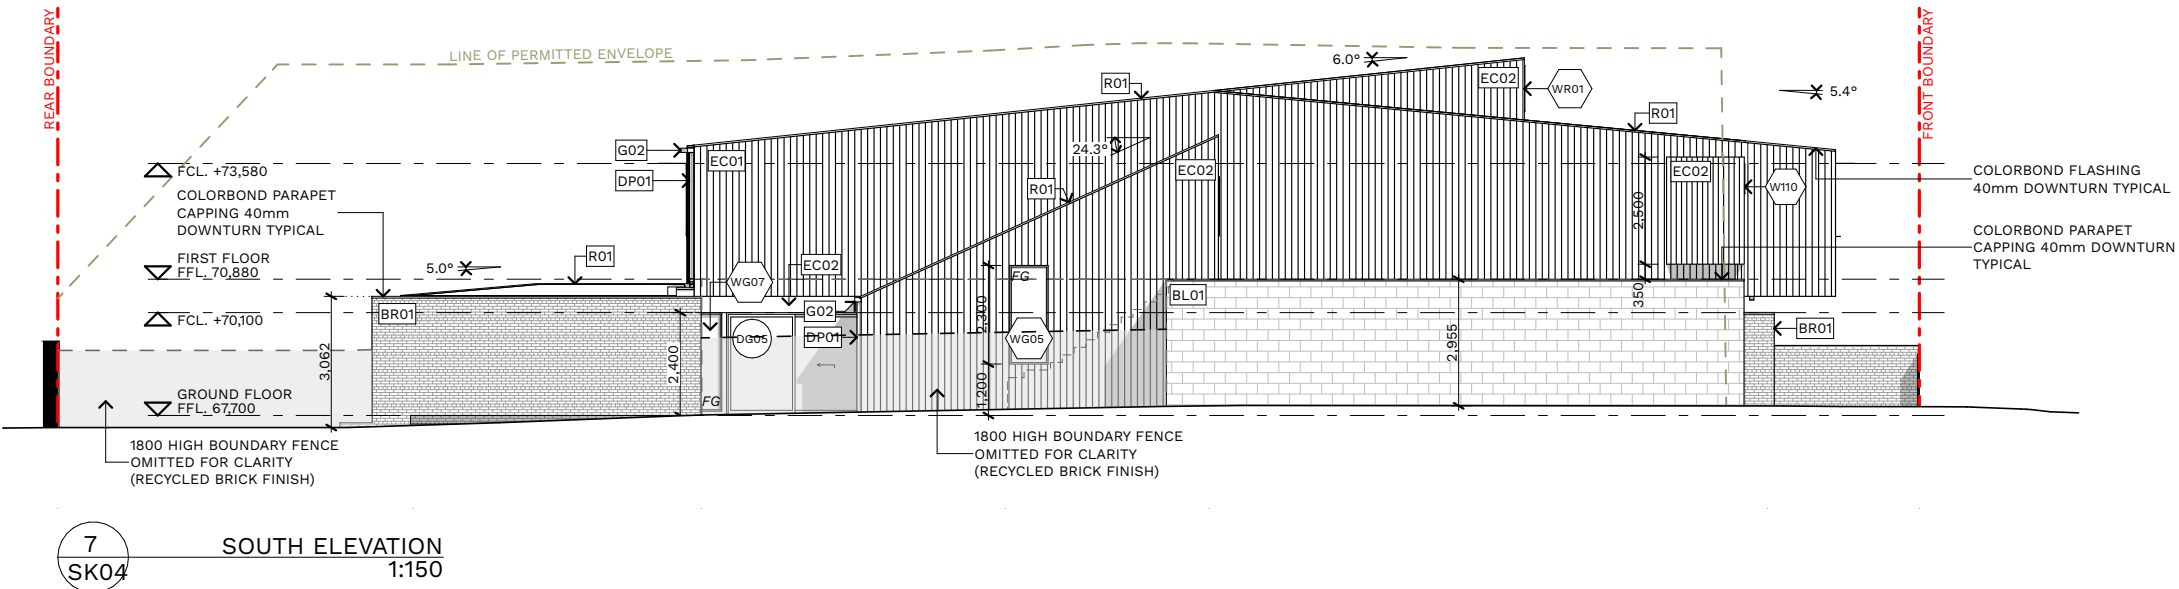 REAR BOUNDARY
LINE OF PERMITTED ENVELOPE
6.0°
EC02
WR01
FRONT BOUNDARY
R01
5.4°
R01
G02
EC01
24.3°
FCL. +73,580
DP01
R01
EC02
EC02
W110
COLORBOND FLASHING
40mm DOWNTURN TYPICAL
COLORBOND PARAPET
CAPPING 40mm
DOWNTURN TYPICAL
2,500
COLORBOND PARAPET
CAPPING 40mm DOWNTURN
TYPICAL
FIRST FLOOR
FFL. 70,880
5.0°
R01
EC02
WG07
FG
BL01
350
BR01
G02
2,300
FCL. +70,100
DP01
DG05
WG05
2,955
BR01
3,062
2,400
GROUND FLOOR
FFL. 67,700
FG
1,200
1800 HIGH BOUNDARY FENCE
OMITTED FOR CLARITY
(RECYCLED BRICK FINISH)
1800 HIGH BOUNDARY FENCE
OMITTED FOR CLARITY
(RECYCLED BRICK FINISH)
7
SK04
SOUTH ELEVATION
1:150